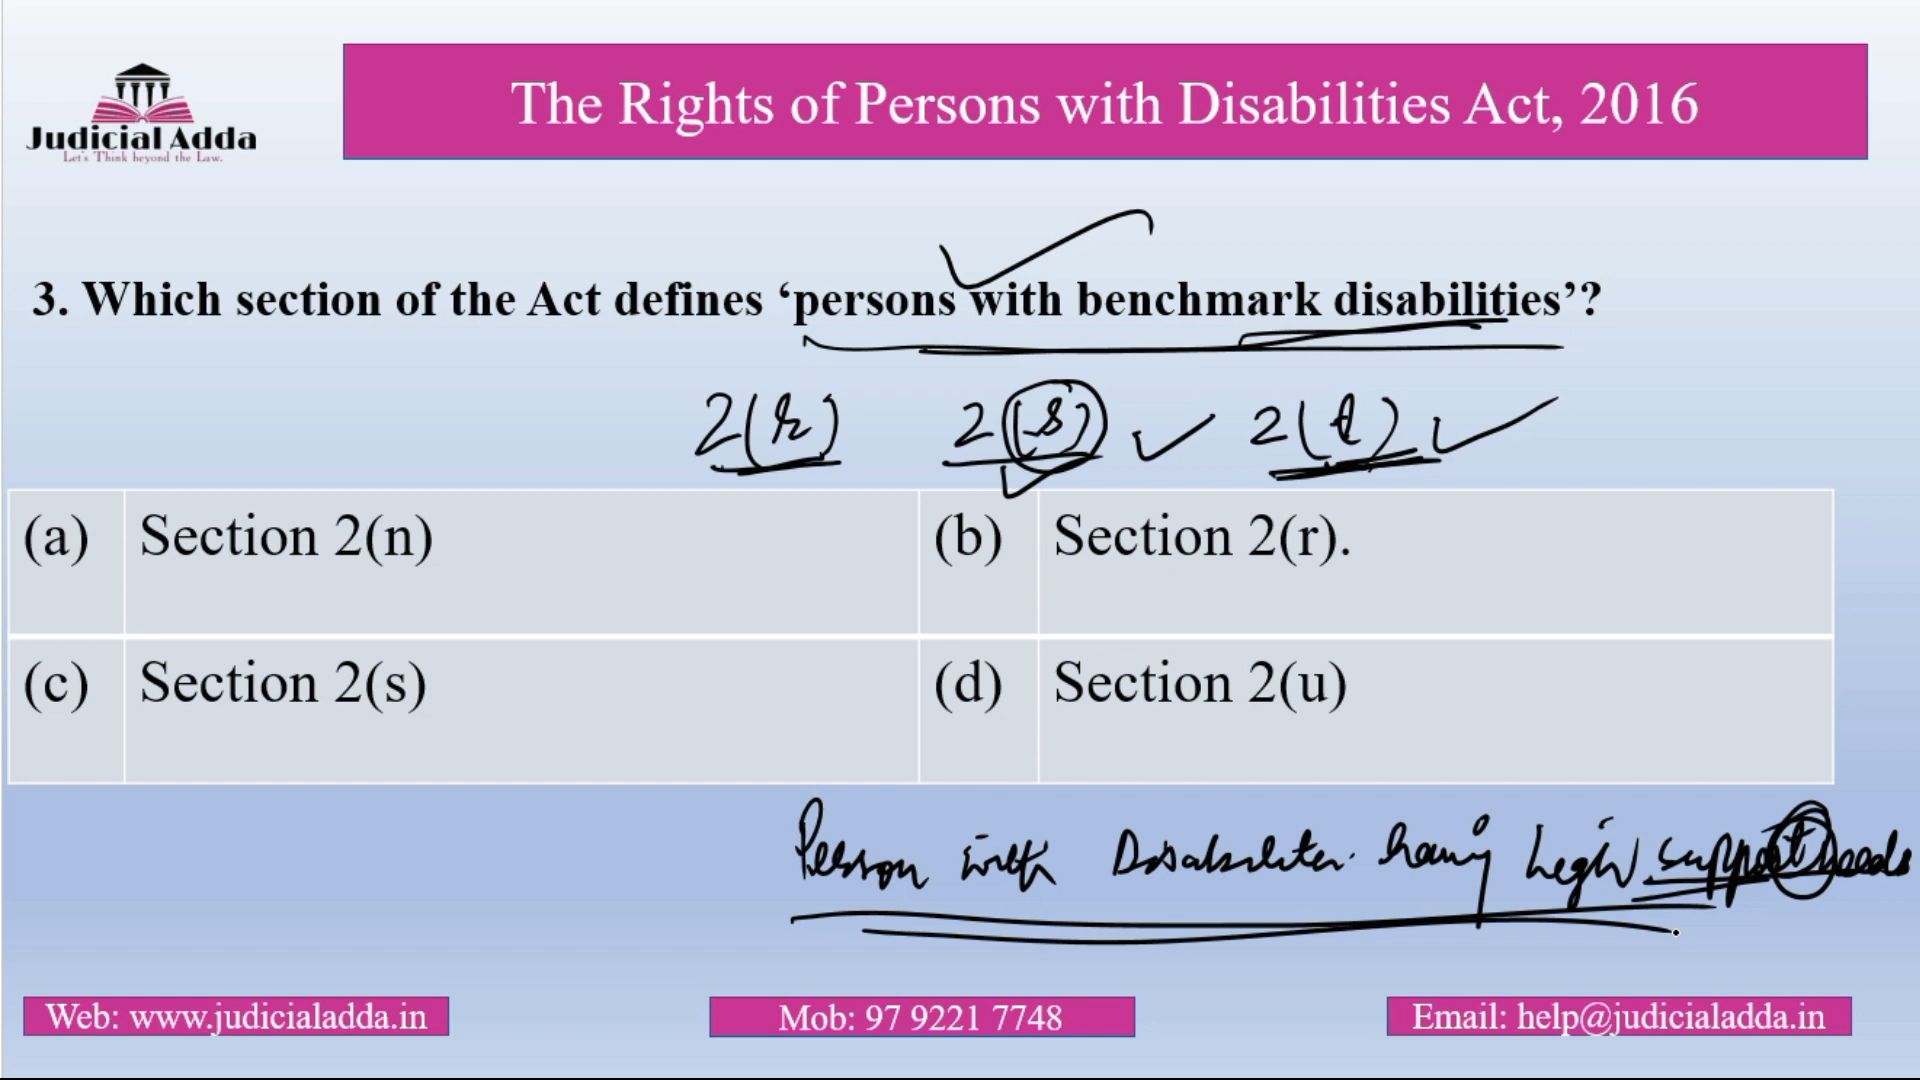 Judicial Adda
Let's Think beyond the Law.
The Rights of Persons with Disabilities Act, 2016
3. Which section of the Act defines ‘persons with benchmark disabilities’?
2(r) 2(s) 2(t)
(a) Section 2(n) (b) Section 2(r).
(c) Section 2(s) (d) Section 2(u)
Person with Disabilities having high support needs
Web: www.judicialadda.in Mob: 97 9221 7748 Email: help@judicialadda.in